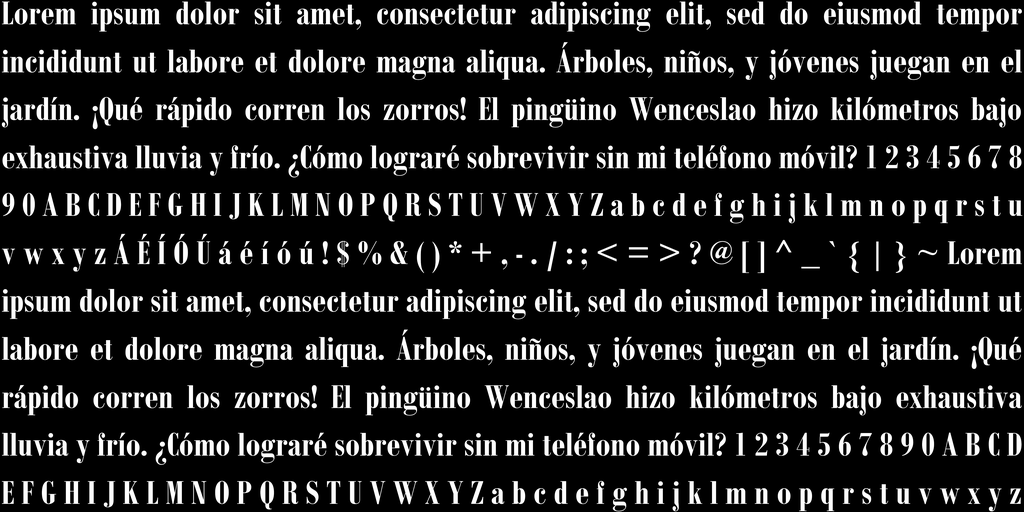 Lorem ipsum dolor sit amet, consectetur adipiscing elit, sed do eiusmod tempor
incididunt ut labore et dolore magna aliqua. Árboles, niños, y jóvenes juegan en el
jardín. ¡Qué rápido corren los zorros! El pingüino Wenceslao hizo kilómetros bajo
exhaustiva lluvia y frío. ¿Cómo lograré sobrevivir sin mi teléfono móvil? 1 2 3 4 5 6 7 8
9 0 A B C D E F G H I J K L M N O P Q R S T U V W X Y Z a b c d e f g h i j k l m n o p q r s t u
v w x y z Á É Í Ó Ú á é í ó ú ! $ % & ( ) * + , - . / : ; < = > ? @ [ ] ^ _ ` { | } ~ Lorem
ipsum dolor sit amet, consectetur adipiscing elit, sed do eiusmod tempor incididunt ut
labore et dolore magna aliqua. Árboles, niños, y jóvenes juegan en el jardín. ¡Qué
rápido corren los zorros! El pingüino Wenceslao hizo kilómetros bajo exhaustiva
lluvia y frío. ¿Cómo lograré sobrevivir sin mi teléfono móvil? 1 2 3 4 5 6 7 8 9 0 A B C D
E F G H I J K L M N O P Q R S T U V W X Y Z a b c d e f g h i j k l m n o p q r s t u v w x y z